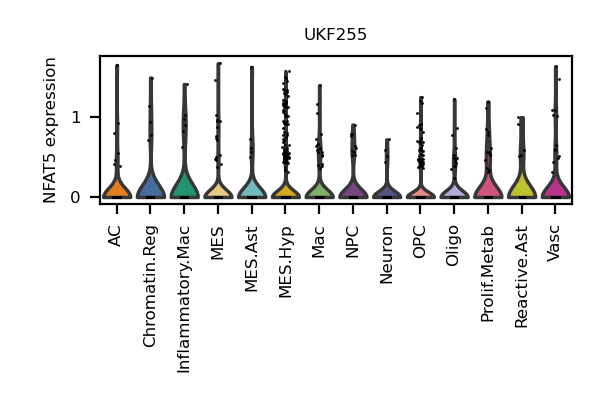 UKF255
NFAT5 expression
1
0
AC
Chromatin.Reg
Inflammatory.Mac
MES
MES.Ast
MES.Hyp
Mac
NPC
Neuron
OPC
Oligo
Prolif.Metab
Reactive.Ast
Vasc